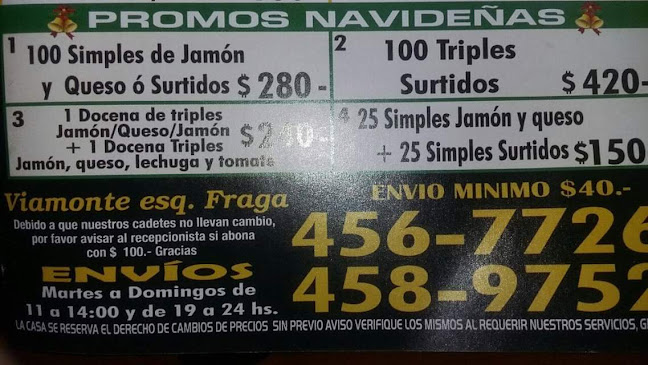 PROMOS NAVIDEÑAS
1 100 Simples de Jamón
y Queso ó Surtidos $ 280-
2 100 Triples
Surtidos $ 420-
3 1 Docena de triples
Jamón/Queso/Jamón
+ 1 Docena Triples
Jamón, queso, lechuga y tomate
4 25 Simples Jamón y queso
+ 25 Simples Surtidos $150
Viamonte esq. Fraga
Debido a que nuestros cadetes no llevan cambio,
por favor avisar al recepcionista si abona
con $ 100.- Gracias
ENVÍOS
Martes a Domingos de
11 a 14:00 y de 19 a 24 hs.
ENVIO MINIMO $40.-
456-7726
458-9752
LA CASA SE RESERVA EL DERECHO DE CAMBIOS DE PRECIOS SIN PREVIO AVISO VERIFIQUE LOS MISMOS AL REQUERIR NUESTROS SERVICIOS,